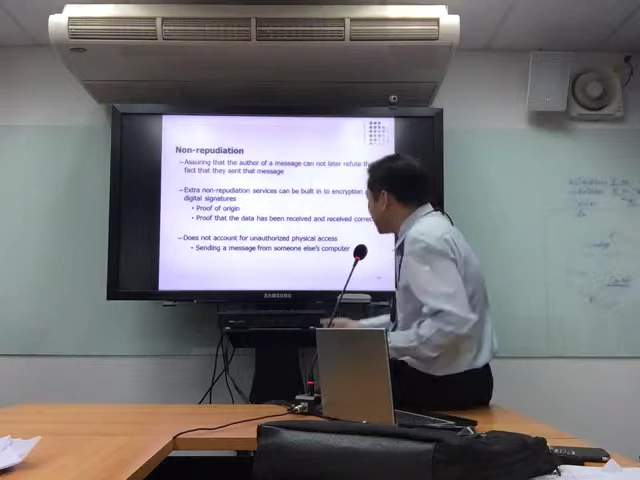 Non-repudiation
–Assuring that the author of a message can not later refute
fact that they sent that message
–Extra non-repudiation services can be built in to encryption
digital signatures
• Proof of origin
• Proof that the data has been received and received
–Does not account for unauthorized physical access
• Sending a message from someone else's computer
SAMSUNG